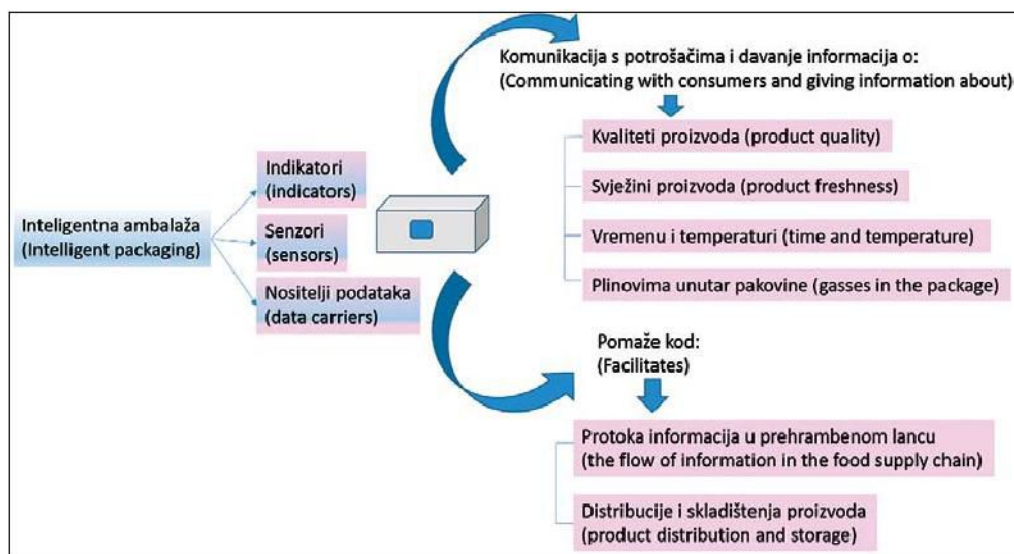 Inteligentna ambalaža
(Intelligent packaging)
Indikatori
(indicators)
Senzori
(sensors)
Nositelji podataka
(data carriers)
Komunikacija s potrošačima i davanje informacija o:
(Communicating with consumers and giving information about)
Kvaliteti proizvoda (product quality)
Svježini proizvoda (product freshness)
Vremenu i temperaturi (time and temperature)
Plinovima unutar pakovine (gasses in the package)
Pomaže kod:
(Facilitates)
Protoka informacija u prehrambenom lancu
(the flow of information in the food supply chain)
Distribucije i skladištenja proizvoda
(product distribution and storage)